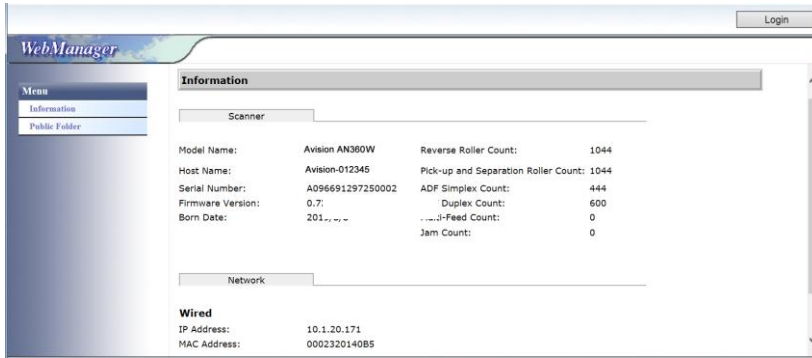 Login
WebManager
Menu
Information
Public Folder
Information
Scanner
Model Name: Avision AN360W Reverse Roller Count: 1044
Host Name: Avision-012345 Pick-up and Separation Roller Count: 1044
Serial Number: A096691297250002 ADF Simplex Count: 444
Firmware Version: Duplex Count: 600
Born Date: -Feed Count: 0
Jam Count: 0
Network
Wired
IP Address: 10.1.20.171
MAC Address: 0002320140B5